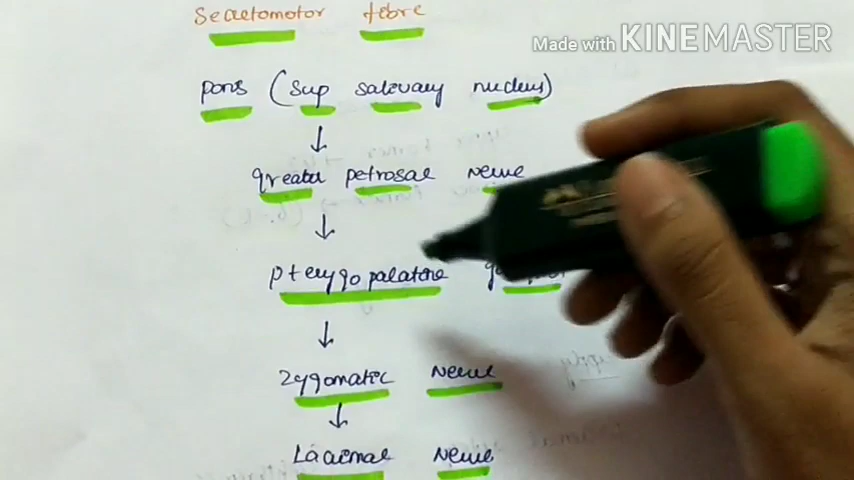 Secretomotor fibre
Made with KINEMASTER
pons (sup salivary nucleus)
greater petrosal nerve
pterygopalatine
zygomatic nerve
Lacrimal nerve